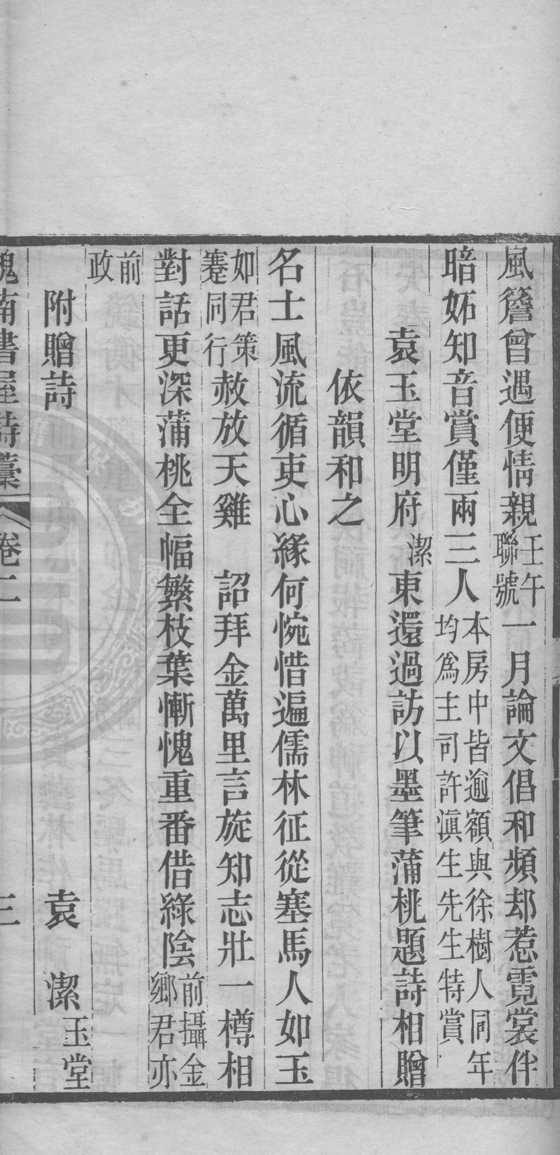 風簷曾遇便情親壬午聯號一月論文倡和頻却惹霓裳伴
暗妬知音賞僅兩三人本房中皆逾額與徐樹人同年均爲主司許滇生先生特賞
袁玉堂明府潔東還過訪以墨筆蒲桃題詩相贈
依韻和之
名士風流循吏心緣何惋惜遍儒林征從塞馬人如玉
如君策蹇同行赦放天雞詔拜金萬里言旋知志壯一樽相
對話更深蒲桃全幅繁枝葉慚愧重番借綠陰前攝金鄉君亦
前政
附贈詩 袁潔玉堂
南書屋詩藁 卷二 三